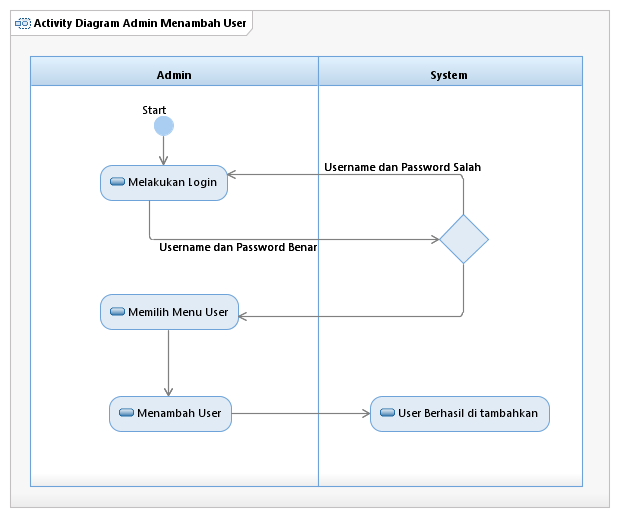 Activity Diagram Admin Menambah User
Admin
System
Start
Username dan Password Salah
Melakukan Login
Username dan Password Benar
Memilih Menu User
Menambah User
User Berhasil di tambahkan